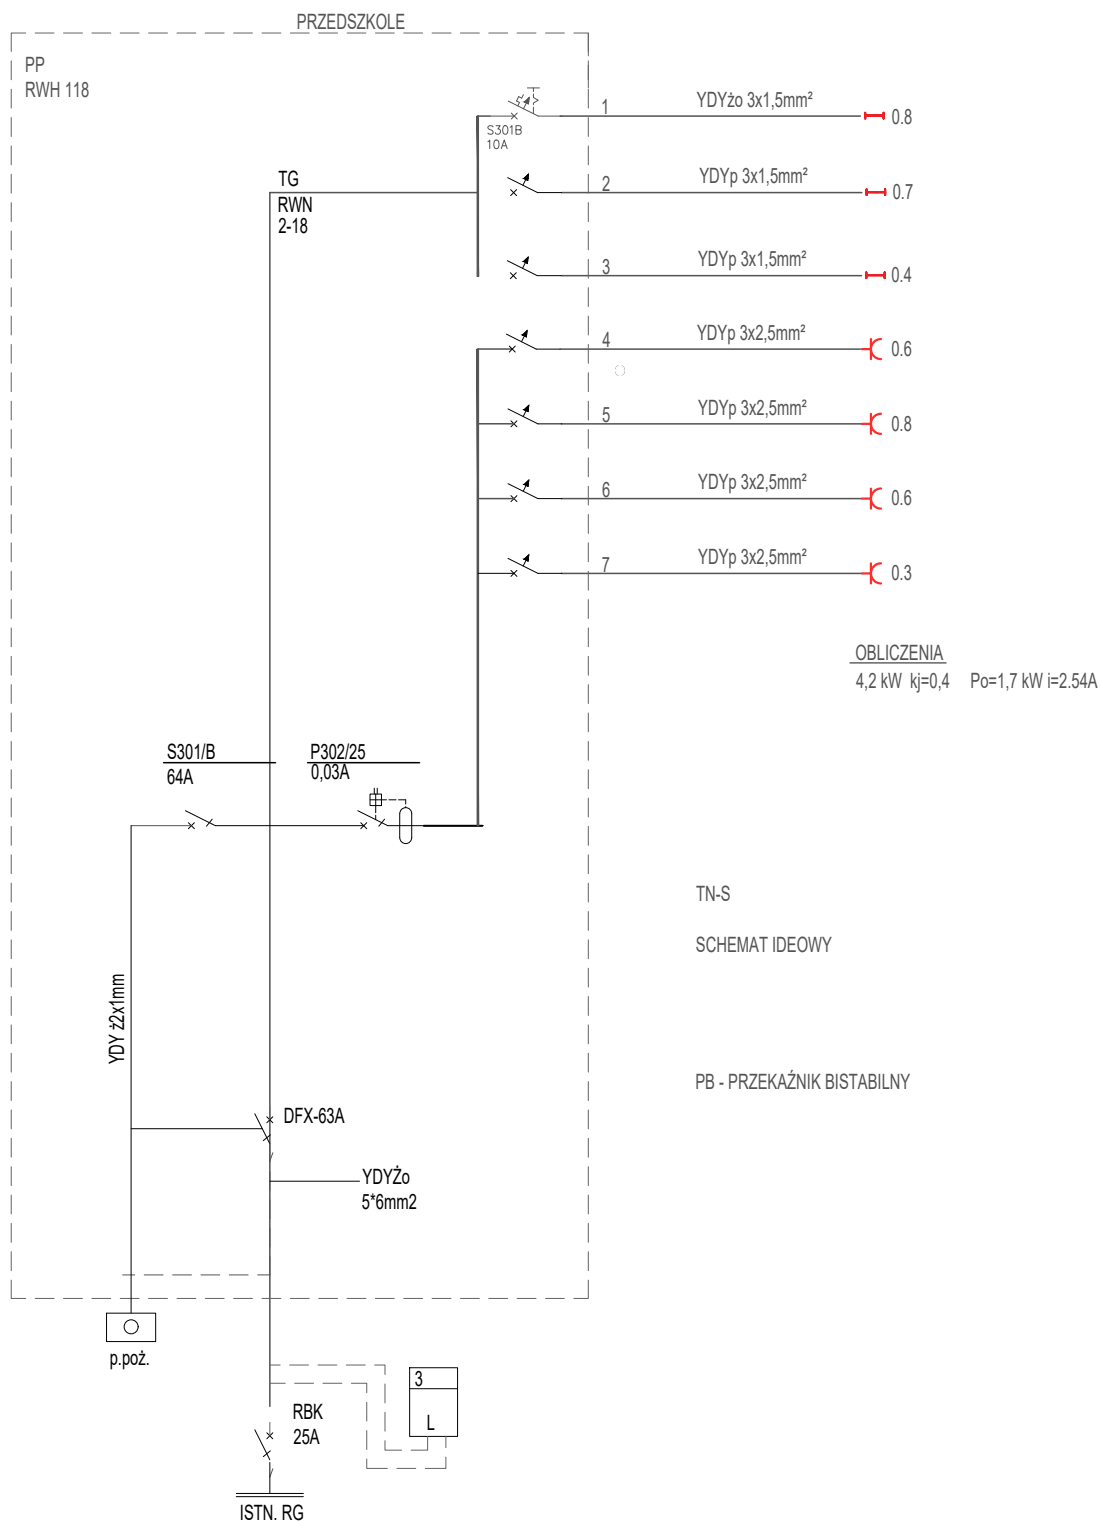 PRZEDSZKOLE
PP
RWH 118
1
YDYżo 3x1,5mm²
0.8
S301B
10A
TG
RWN
2-18
2
YDYp 3x1,5mm²
0.7
3
YDYp 3x1,5mm²
0.4
4
YDYp 3x2,5mm²
0.6
5
YDYp 3x2,5mm²
0.8
6
YDYp 3x2,5mm²
0.6
7
YDYp 3x2,5mm²
0.3
OBLICZENIA
4,2 kW kj=0,4 Po=1,7 kW i=2.54A
S301/B
64A
P302/25
0,03A
TN-S
SCHEMAT IDEOWY
YDY ż2x1mm
PB - PRZEKAŹNIK BISTABILNY
DFX-63A
YDYŻo
5*6mm2
p.poż.
3
L
RBK
25A
ISTN. RG